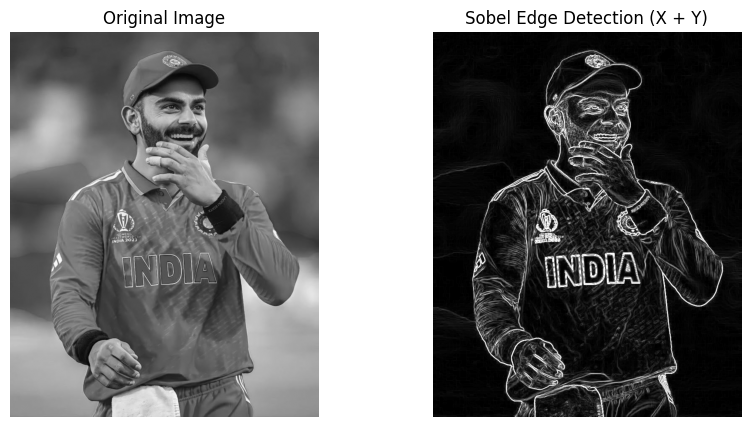 Original Image
Sobel Edge Detection (X + Y)
INDIA
INDIA